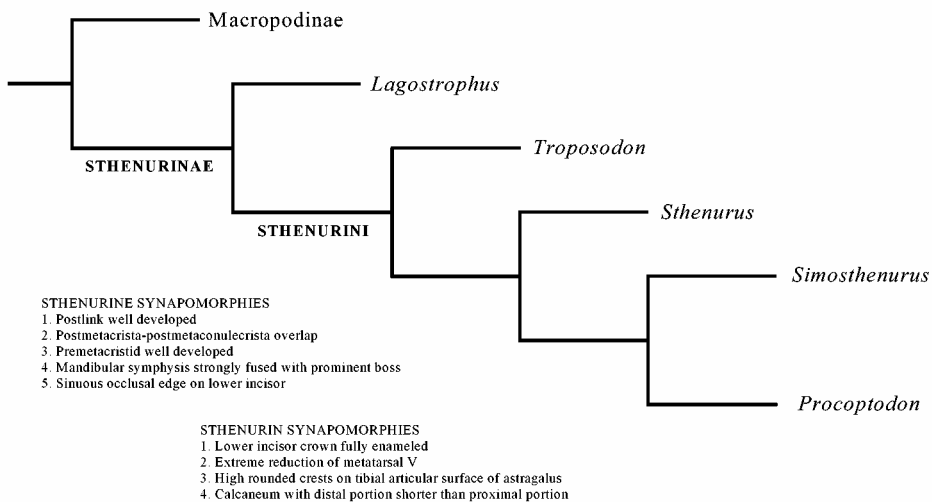 Macropodinae
Lagostrophus
Troposodon
STHENURINAE
Sthenurus
STHENURINI
Simosthenurus
STHENURINE SYNAPOMORPHIES
1. Postlink well developed
2. Postmetacrista-postmetaconulecrista overlap
3. Premetacristid well developed
4. Mandibular symphysis strongly fused with prominent boss
5. Sinuous occlusal edge on lower incisor
Procoptodon
STHENURIN SYNAPOMORPHIES
1. Lower incisor crown fully enameled
2. Extreme reduction of metatarsal V
3. High rounded crests on tibial articular surface of astragalus
4. Calcaneum with distal portion shorter than proximal portion